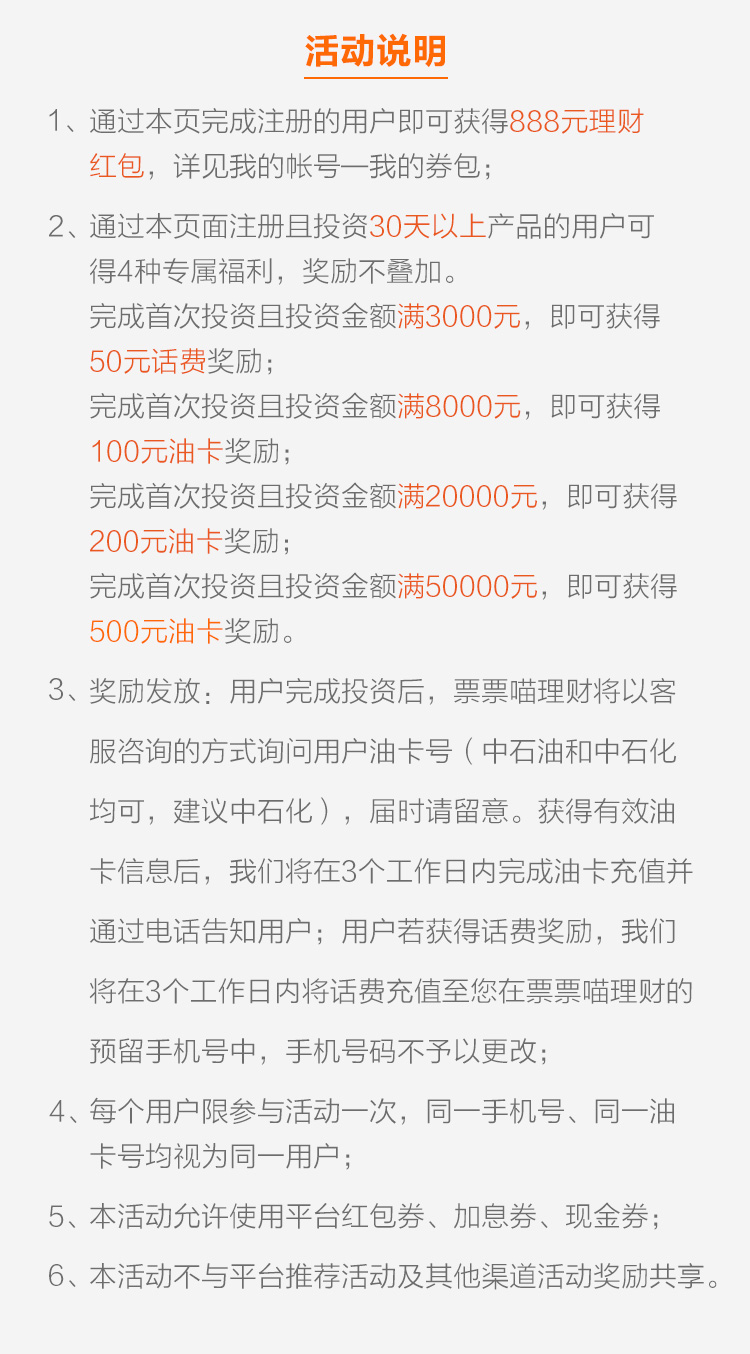 活动说明
1、通过本页完成注册的用户即可获得888元理财
红包，详见我的帐号—我的券包；
2、通过本页面注册且投资30天以上产品的用户可
得4种专属福利，奖励不叠加。
完成首次投资且投资金额满3000元，即可获得
50元话费奖励；
完成首次投资且投资金额满8000元，即可获得
100元油卡奖励；
完成首次投资且投资金额满20000元，即可获得
200元油卡奖励；
完成首次投资且投资金额满50000元，即可获得
500元油卡奖励。
3、奖励发放：用户完成投资后，票票喵理财将以客
服咨询的方式询问用户油卡号（中石油和中石化
均可，建议中石化），届时请留意。获得有效油
卡信息后，我们将在3个工作日内完成油卡充值并
通过电话告知用户；用户若获得话费奖励，我们
将在3个工作日内将话费充值至您在票票喵理财的
预留手机号中，手机号码不予以更改；
4、每个用户限参与活动一次，同一手机号、同一油
卡号均视为同一用户；
5、本活动允许使用平台红包券、加息券、现金券；
6、本活动不与平台推荐活动及其他渠道活动奖励共享。